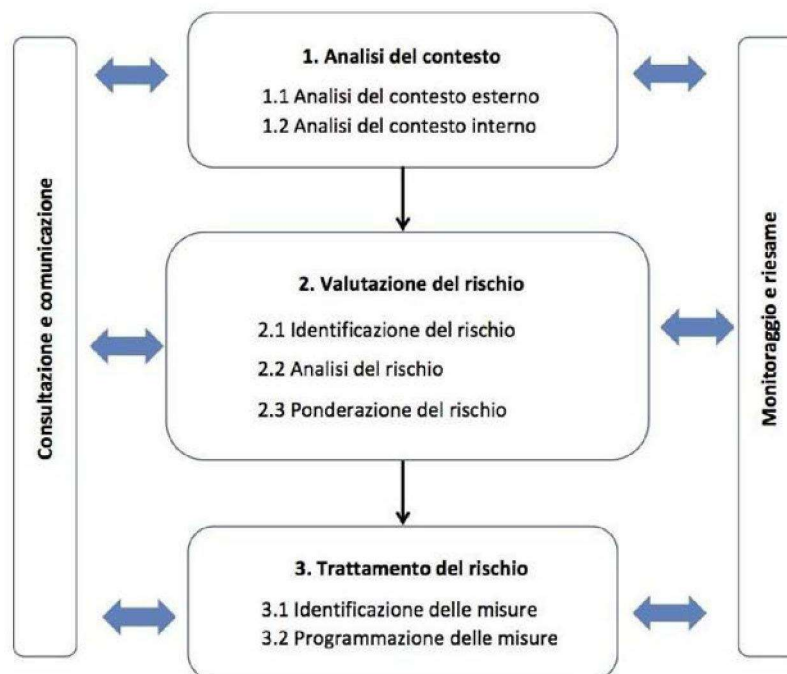 Consultazione e comunicazione
1. Analisi del contesto
1.1 Analisi del contesto esterno
1.2 Analisi del contesto interno
2. Valutazione del rischio
2.1 Identificazione del rischio
2.2 Analisi del rischio
2.3 Ponderazione del rischio
3. Trattamento del rischio
3.1 Identificazione delle misure
3.2 Programmazione delle misure
Monitoraggio e riesame